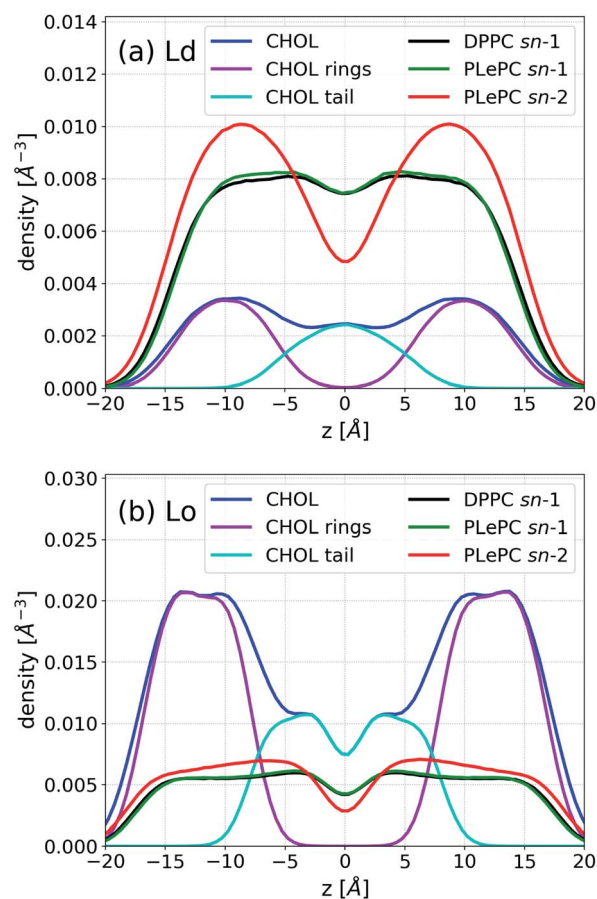 (a) Ld
CHOL
CHOL rings
CHOL tail
DPPC sn-1
PLePC sn-1
PLePC sn-2
0.014
0.012
0.010
0.008
0.006
0.004
0.002
0.000
density [Å⁻³]
−20 −15 −10 −5 0 5 10 15 20
z [Å]
(b) Lo
CHOL
CHOL rings
CHOL tail
DPPC sn-1
PLePC sn-1
PLePC sn-2
0.030
0.025
0.020
0.015
0.010
0.005
0.000
density [Å⁻³]
−20 −15 −10 −5 0 5 10 15 20
z [Å]